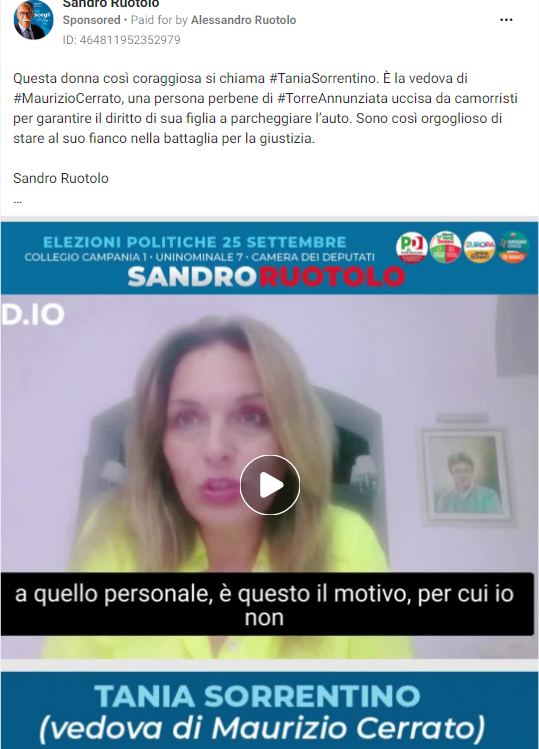 Sandro Ruotolo
Sponsored • Paid for by Alessandro Ruotolo
ID: 464811952352979
Questa donna così coraggiosa si chiama #TaniaSorrentino. È la vedova di
#MaurizioCerrato, una persona perbene di #TorreAnnunziata uccisa da camorristi
per garantire il diritto di sua figlia a parcheggiare l'auto. Sono così orgoglioso di
stare al suo fianco nella battaglia per la giustizia.
Sandro Ruotolo
...
ELEZIONI POLITICHE 25 SETTEMBRE
COLLEGIO CAMPANIA 1 • UNINOMINALE 7 • CAMERA DEI DEPUTATI
SANDRORUOTOLO
PD
EUROPA
D.IO
a quello personale, è questo il motivo, per cui io
non
TANIA SORRENTINO
(vedova di Maurizio Cerrato)